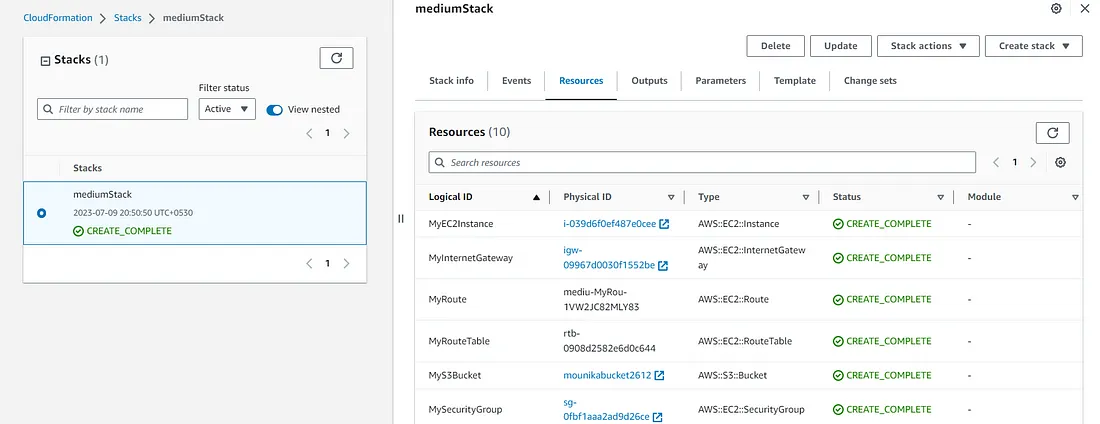 CloudFormation > Stacks > mediumStack
Stacks (1)
Filter status
Filter by stack name
Active
View nested
1
Stacks
mediumStack
2023-07-09 20:50:50 UTC+0530
CREATE_COMPLETE
1
mediumStack
Delete Update Stack actions Create stack
Stack info Events Resources Outputs Parameters Template Change sets
Resources (10)
Search resources
1
Logical ID Physical ID Type Status Module
MyEC2Instance i-039d6f0ef487e0cee AWS::EC2::Instance CREATE_COMPLETE -
MyInternetGateway igw-
09967d0030f1552be AWS::EC2::InternetGatew
ay CREATE_COMPLETE -
MyRoute mediu-MyRou-
1VW2JC82MLY83 AWS::EC2::Route CREATE_COMPLETE -
MyRouteTable rtb-
0908d2582e6d0c644 AWS::EC2::RouteTable CREATE_COMPLETE -
MyS3Bucket mounikabucket2612 AWS::S3::Bucket CREATE_COMPLETE -
MySecurityGroup sg-
0fbf1aaa2ad9d26ce AWS::EC2::SecurityGroup CREATE_COMPLETE -